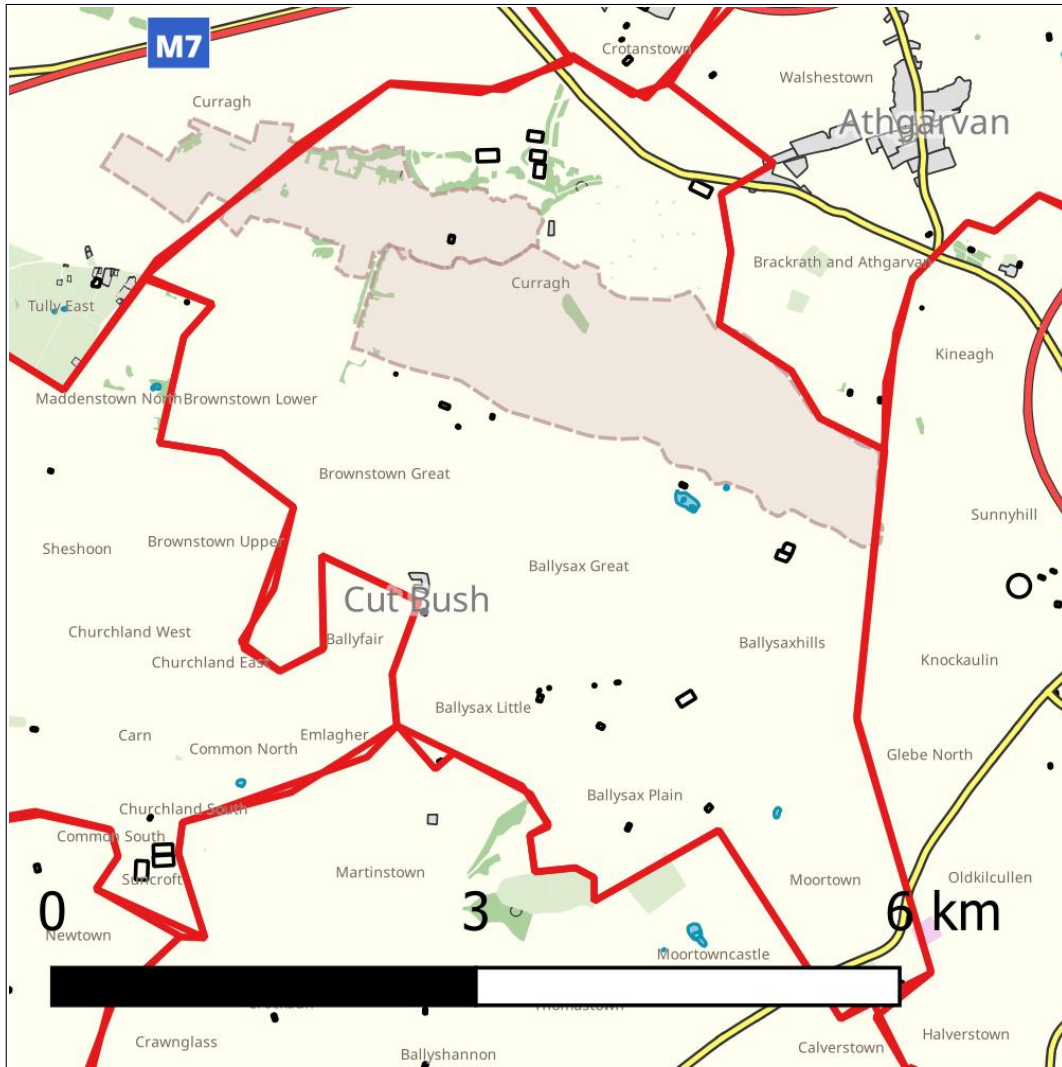 M7
Crotanstown
Walshestown
Curragh
Athgarvan
Brackrath and Athgarvan
Curragh
Tully East
Kineagh
Maddenstown North
Brownstown Lower
Brownstown Great
Sunnyhill
Brownstown Upper
Sheshoon
Ballysax Great
Cut Bush
Churchland West
Ballyfair
Ballysaxhills
Churchland East
Knockaulin
Ballysax Little
Carn
Emlagher
Common North
Glebe North
Ballysax Plain
Churchland South
Common South
Martinstown
Suncroft
Moortown
Oldkilcullen
0 3 6 km
Newtown
Moortowncastle
Thomastown
Halverstown
Crawnglass
Calverstown
Ballyshannon